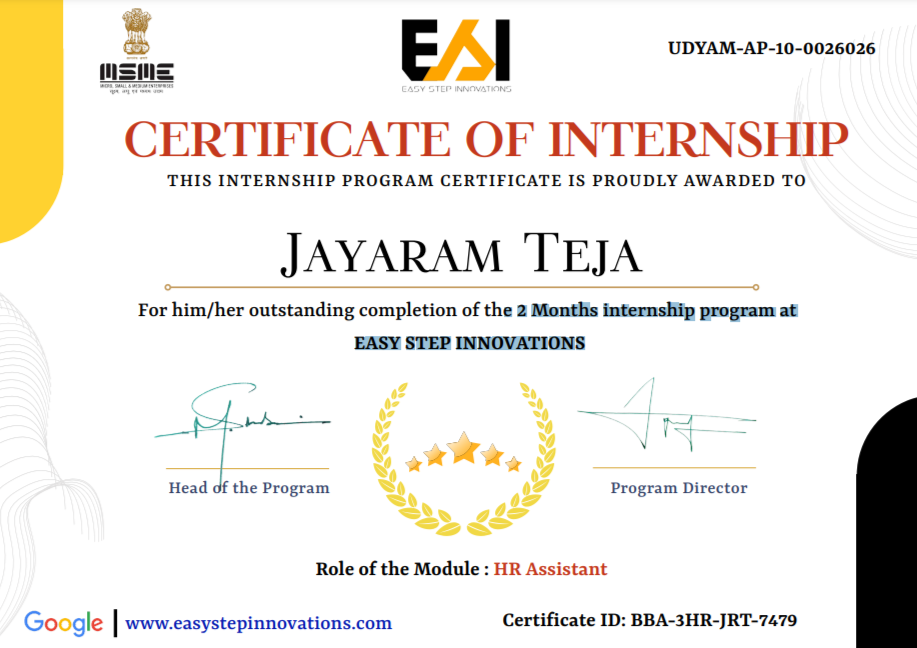 MSME
MICRO, SMALL & MEDIUM ENTERPRISES
EAI
EASY STEP INNOVATIONS
UDYAM-AP-10-0026026
CERTIFICATE OF INTERNSHIP
THIS INTERNSHIP PROGRAM CERTIFICATE IS PROUDLY AWARDED TO
JAYARAM TEJA
For him/her outstanding completion of the 2 Months internship program at
EASY STEP INNOVATIONS
Head of the Program
Program Director
Role of the Module : HR Assistant
Google
www.easystepinnovations.com
Certificate ID: BBA-3HR-JRT-7479